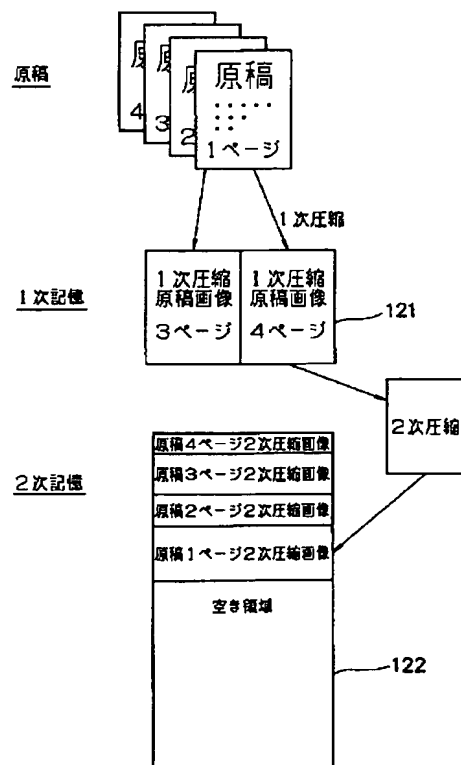 原稿
原
4
原
3
原
2
原稿
1ページ
1次圧縮
1次記憶
1次圧縮
原稿画像
3ページ
1次圧縮
原稿画像
4ページ
121
2次圧縮
2次記憶
原稿4ページ2次圧縮画像
原稿3ページ2次圧縮画像
原稿2ページ2次圧縮画像
原稿1ページ2次圧縮画像
空き領域
122